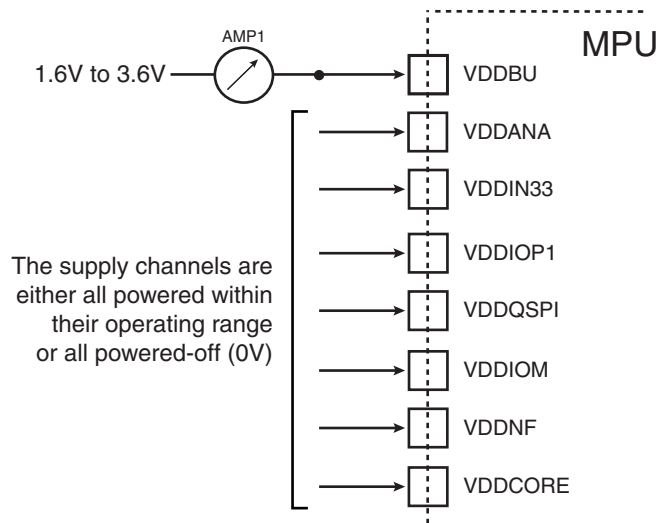 AMP1
MPU
1.6V to 3.6V
VDDBU
VDDANA
VDDIN33
VDDIOP1
The supply channels are
either all powered within
their operating range
or all powered-off (0V)
VDDQSPI
VDDIOM
VDDNF
VDDCORE